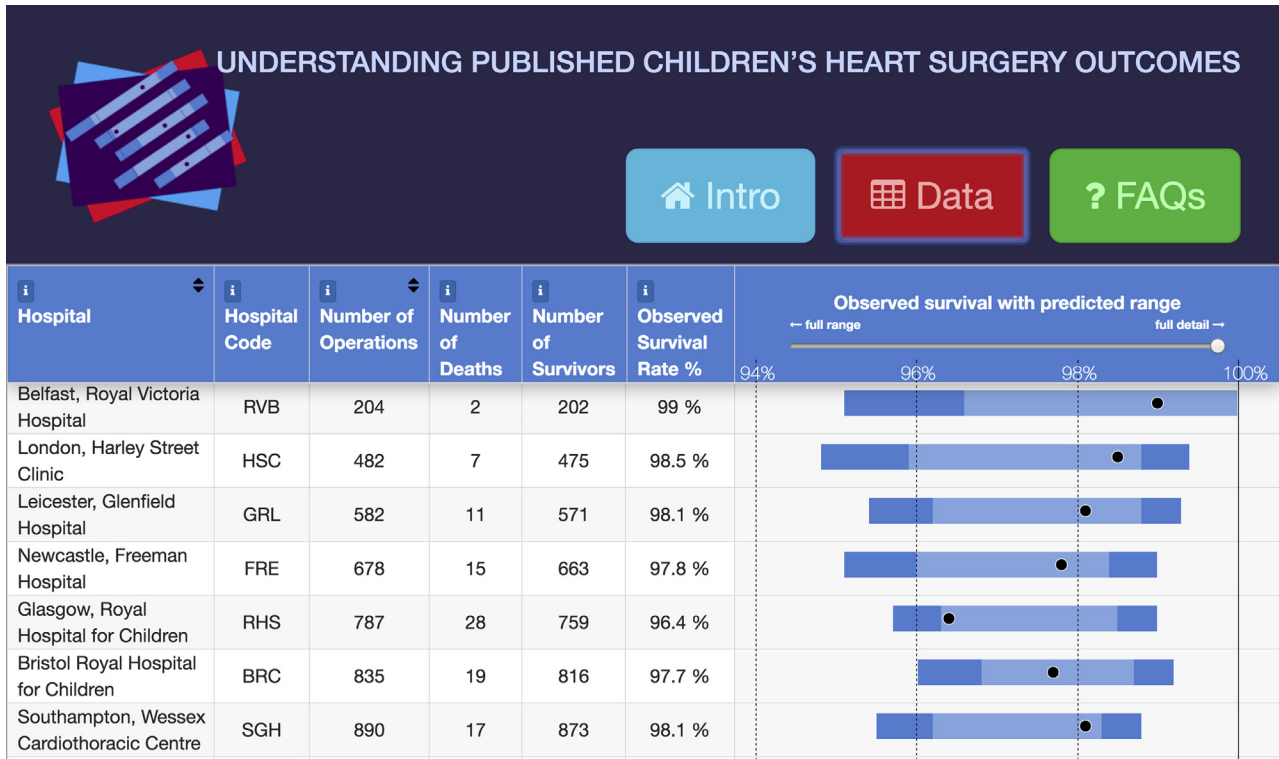 UNDERSTANDING PUBLISHED CHILDREN'S HEART SURGERY OUTCOMES
Intro
Data
? FAQs
i
Hospital
i
Hospital
Code
i
Number of
Operations
i
Number
of
Deaths
i
Number
of
Survivors
i
Observed
Survival
Rate %
Observed survival with predicted range
← full range
full detail →
94% 96% 98% 100%
Belfast, Royal Victoria
Hospital
RVB 204 2 202 99 %
London, Harley Street
Clinic
HSC 482 7 475 98.5 %
Leicester, Glenfield
Hospital
GRL 582 11 571 98.1 %
Newcastle, Freeman
Hospital
FRE 678 15 663 97.8 %
Glasgow, Royal
Hospital for Children
RHS 787 28 759 96.4 %
Bristol Royal Hospital
for Children
BRC 835 19 816 97.7 %
Southampton, Wessex
Cardiothoracic Centre
SGH 890 17 873 98.1 %